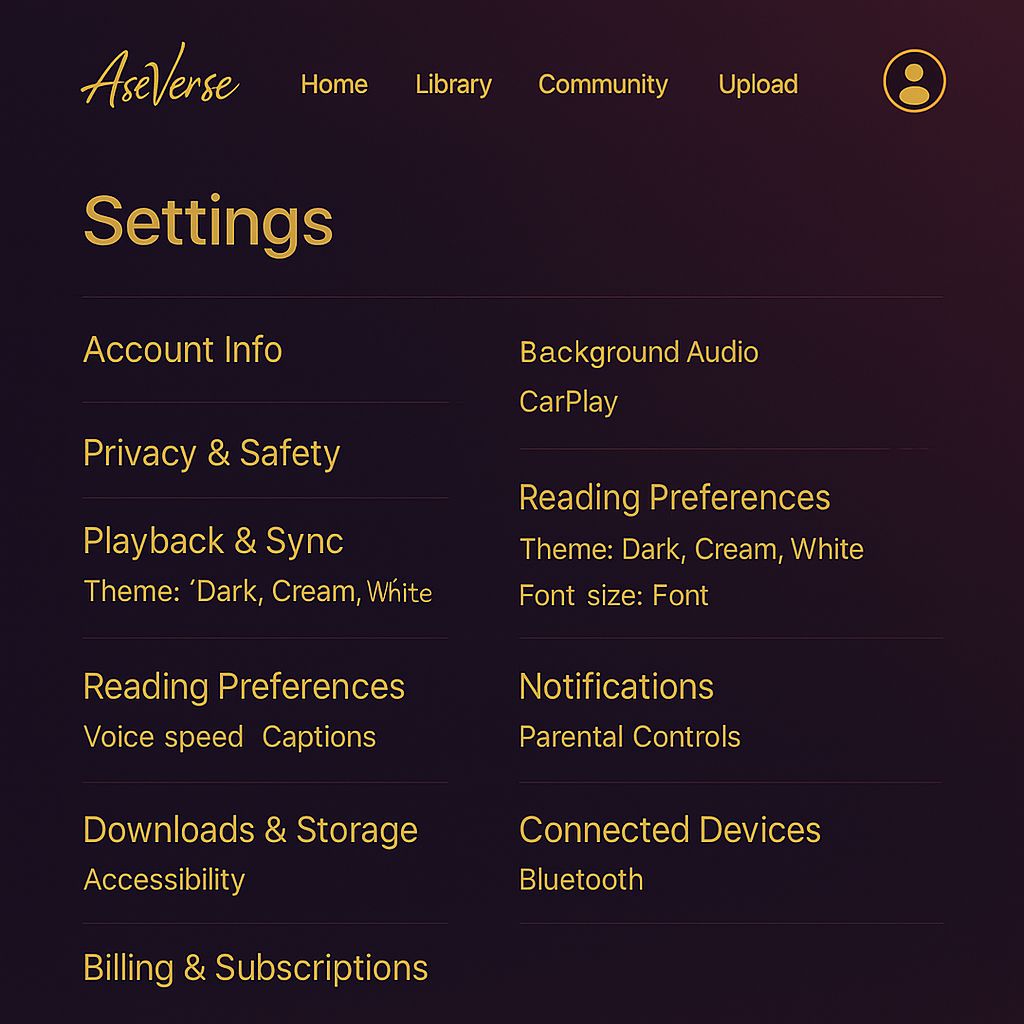 AseVerse Home Library Community Upload
Settings
Account Info
Privacy & Safety
Playback & Sync
Theme: ‘Dark, Cream, White
Reading Preferences
Voice speed Captions
Downloads & Storage
Accessibility
Billing & Subscriptions
Background Audio
CarPlay
Reading Preferences
Theme: Dark, Cream, White
Font size: Font
Notifications
Parental Controls
Connected Devices
Bluetooth